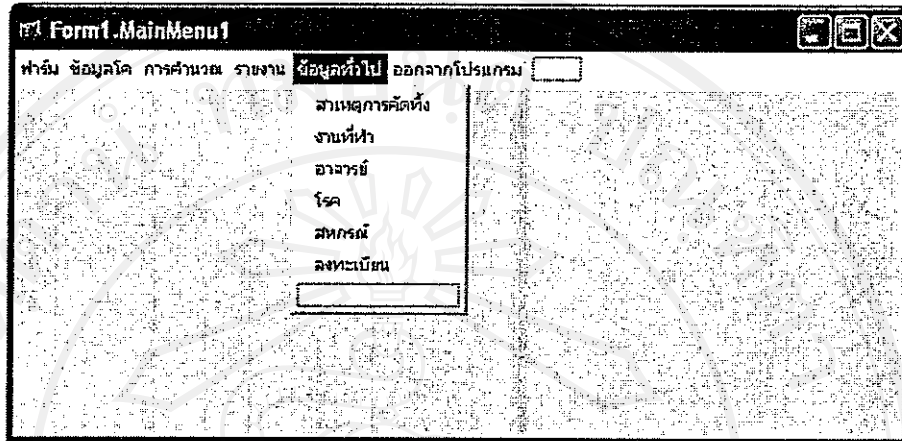 Form1.MainMenu1
ฟาร์ม ข้อมูลโค การคำนวณ รายงาน ข้อมูลทั่วไป ออกจากโปรแกรม
สาเหตุการคัดทิ้ง
งานที่ทำ
อาจารย์
โรค
สหกรณ์
ลงทะเบียน